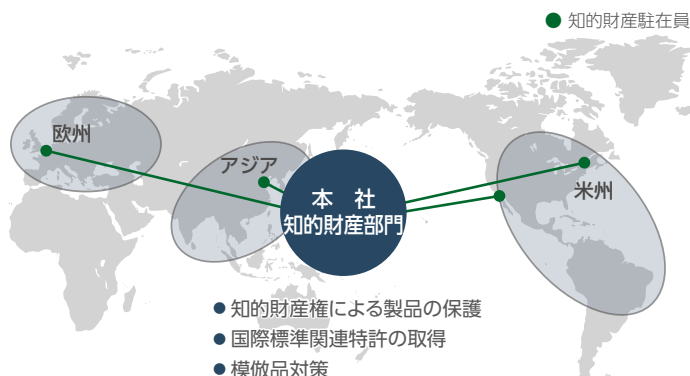 知的財産駐在員
欧州
アジア
本 社
知的財産部門
米州
知的財産権による製品の保護
国際標準関連特許の取得
模倣品対策